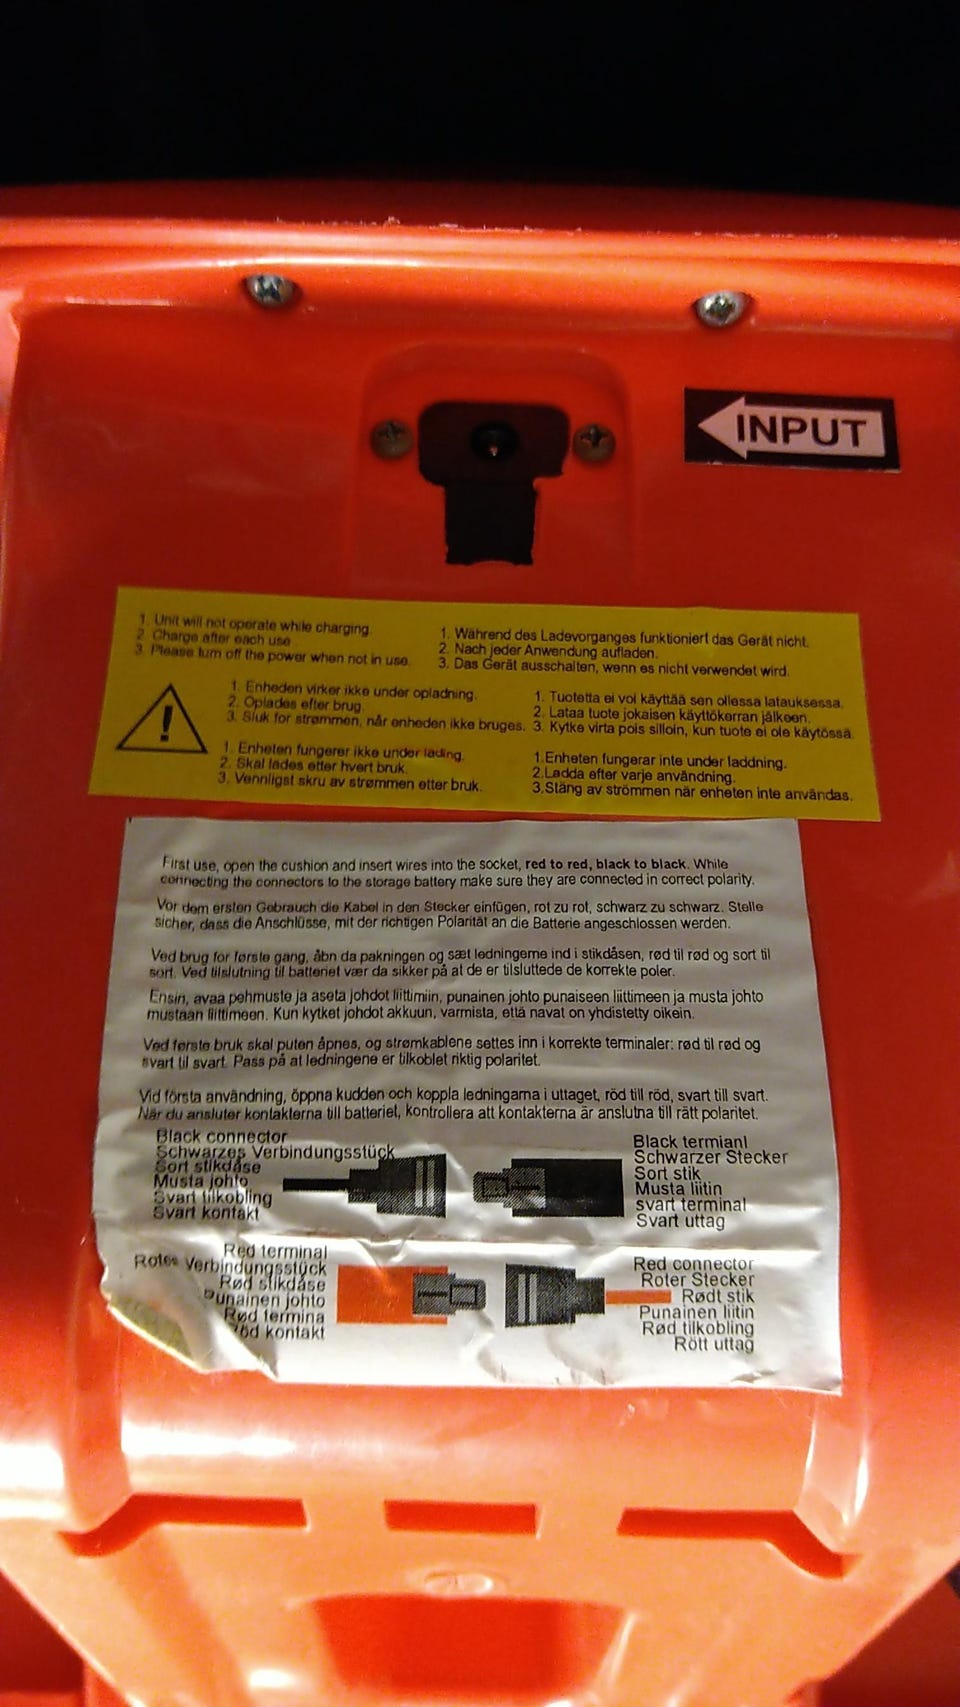 INPUT
1. Unit will not operate while charging.
2. Charge after each use
3. Please turn off the power when not in use.
1. Während des Ladevorganges funktioniert das Gerät nicht.
2. Nach jeder Anwendung aufladen.
3. Das Gerät ausschalten, wenn es nicht verwendet wird.
1. Enheden virker ikke under opladning.
2. Oplades efter brug.
3. Sluk for strømmen, når enheden ikke bruges.
1. Tuotetta ei voi käyttää sen ollessa latauksessa.
2. Lataa tuote jokaisen käyttökerran jälkeen.
3. Kytke virta pois silloin, kun tuote ei ole käytössä.
1. Enheten fungerer ikke under lading.
2. Skal lades etter hvert bruk.
3. Vennligst skru av strømmen etter bruk.
1.Enheten fungerar inte under laddning.
2.Ladda efter varje användning.
3.Stäng av strömmen när enheten inte användas.
First use, open the cushion and insert wires into the socket, red to red, black to black. While
connecting the connectors to the storage battery make sure they are connected in correct polarity.
Vor dem ersten Gebrauch die Kabel in den Stecker einfügen, rot zu rot, schwarz zu schwarz. Stelle
sicher, dass die Anschlüsse, mit der richtigen Polarität an die Batterie angeschlossen werden.
Ved brug for første gang, åbn da pakningen og sæt ledningerne ind i stikdåsen, rød til rød og sort til
sort. Ved tilslutning til batteriet vær da sikker på at de er tilsluttede de korrekte poler.
Ensin, avaa pehmuste ja aseta johdot liittimiin, punainen johto punaiseen liittimeen ja musta johto
mustaan liittimeen. Kun kytket johdot akkuun, varmista, että navat on yhdistetty oikein.
Ved første bruk skal puten åpnes, og strømkablene settes inn i korrekte terminaler: rød til rød og
svart til svart. Pass på at ledningene er tilkoblet riktig polaritet.
Vid första användning, öppna kudden och koppla ledningarna i uttaget, röd till röd, svart till svart.
När du ansluter kontakterna till batteriet, kontrollera att kontakterna är anslutna till rätt polaritet.
Black connector
Schwarzes Verbindungsstück
Sort stikdåse
Musta johto
Svart tilkobling
Svart kontakt
Black termianl
Schwarzer Stecker
Sort stik
Musta liitin
svart terminal
Svart uttag
Red terminal
Rotes Verbindungsstück
Rød stikdåse
Punainen johto
Rød termina
Röd kontakt
Red connector
Roter Stecker
Rødt stik
Punainen liitin
Rød tilkobling
Rött uttag